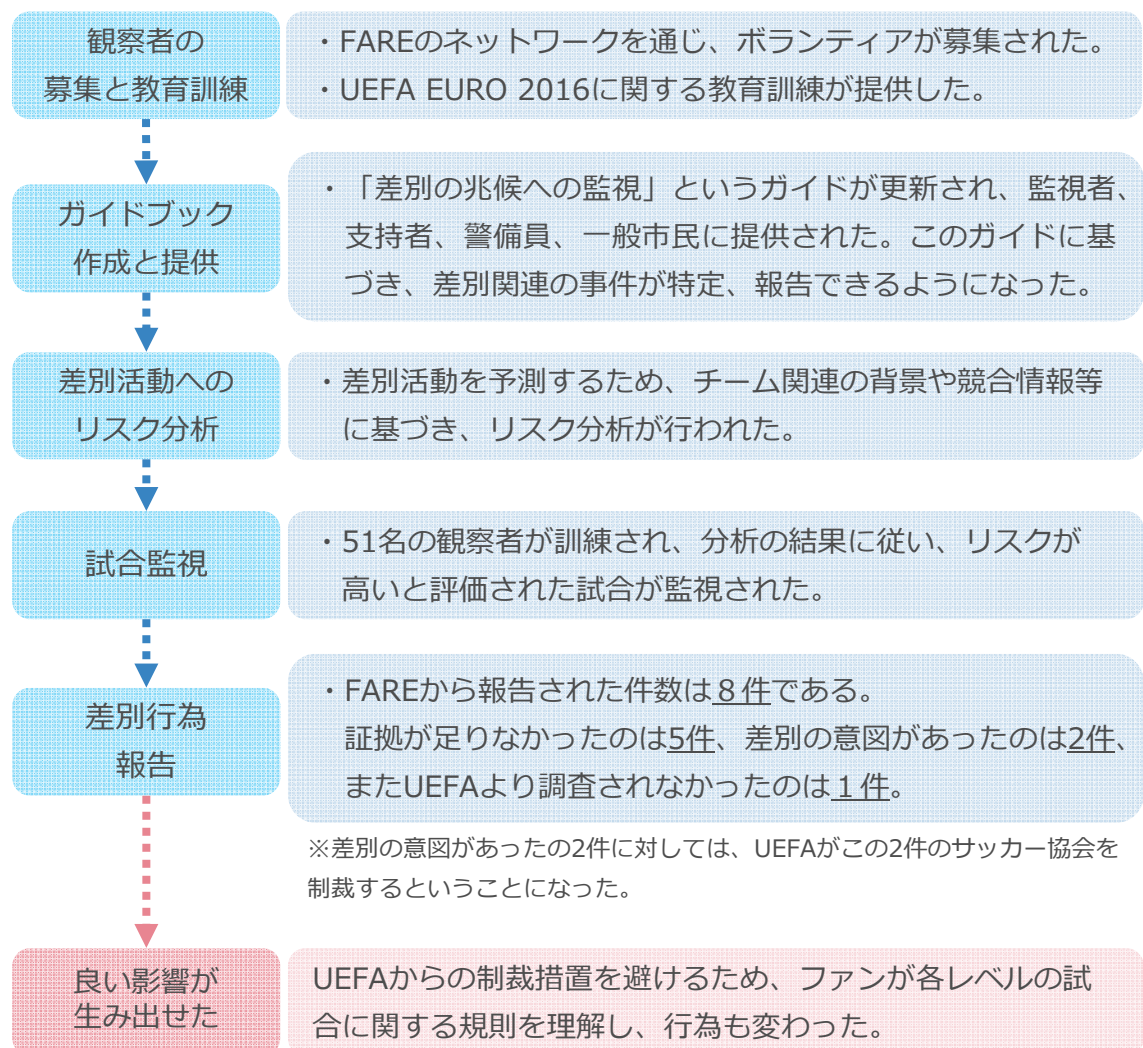 観察者の
募集と教育訓練
・FAREのネットワークを通じ、ボランティアが募集された。
・UEFA EURO 2016に関する教育訓練が提供した。
ガイドブック
作成と提供
・「差別の兆候への監視」というガイドが更新され、監視者、
支持者、警備員、一般市民に提供された。このガイドに基
づき、差別関連の事件が特定、報告できるようになった。
差別活動への
リスク分析
・差別活動を予測するため、チーム関連の背景や競合情報等
に基づき、リスク分析が行われた。
試合監視
・51名の観察者が訓練され、分析の結果に従い、リスクが
高いと評価された試合が監視された。
差別行為
報告
・FAREから報告された件数は８件である。
証拠が足りなかったのは5件、差別の意図があったのは2件、
またUEFAより調査されなかったのは１件。
※差別の意図があったの2件に対しては、UEFAがこの2件のサッカー協会を
制裁するということになった。
良い影響が
生み出せた
UEFAからの制裁措置を避けるため、ファンが各レベルの試
合に関する規則を理解し、行為も変わった。